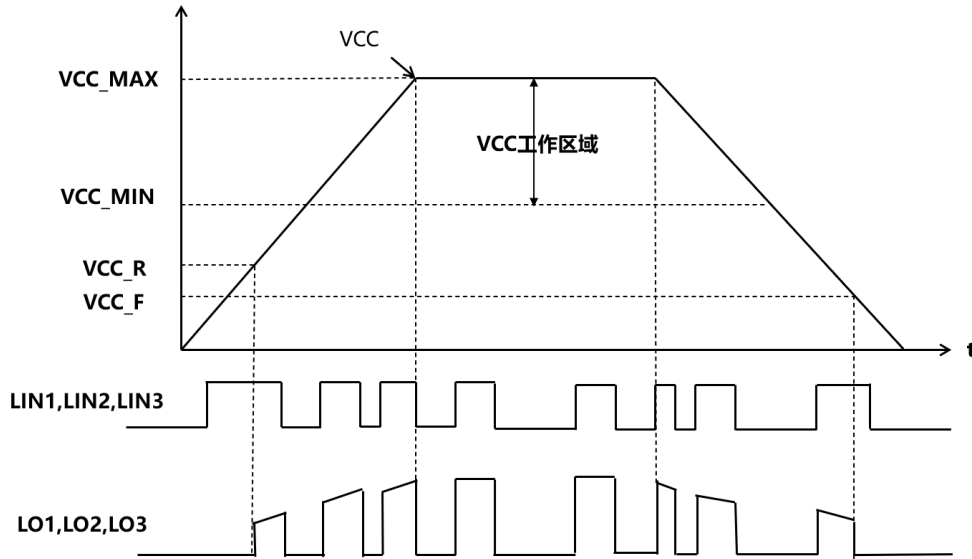 VCC
VCC_MAX
VCC工作区域
VCC_MIN
VCC_R
VCC_F
t
LIN1,LIN2,LIN3
LO1,LO2,LO3